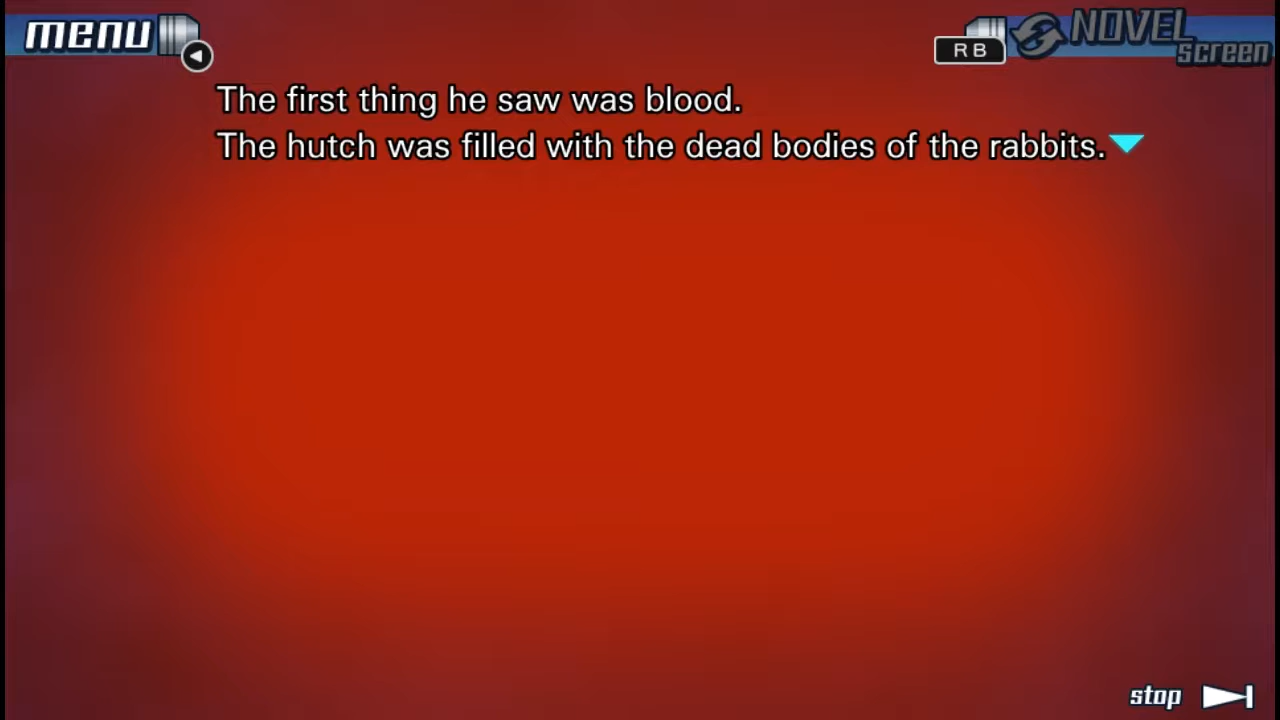 menu
RB
NOVEL
screen
The first thing he saw was blood.
The hutch was filled with the dead bodies of the rabbits.
stop